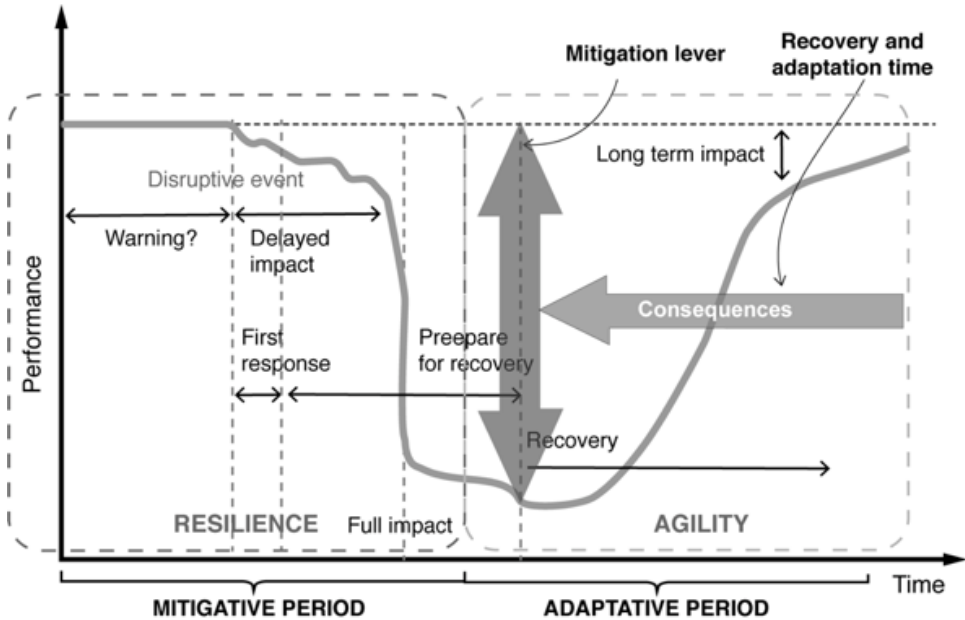 Mitigation lever
Recovery and
adaptation time
Long term impact
Disruptive event
Warning?
Delayed
impact
Consequences
First
response
Preepare
for recovery
Performance
Recovery
RESILIENCE
Full impact
AGILITY
Time
MITIGATIVE PERIOD
ADAPTATIVE PERIOD